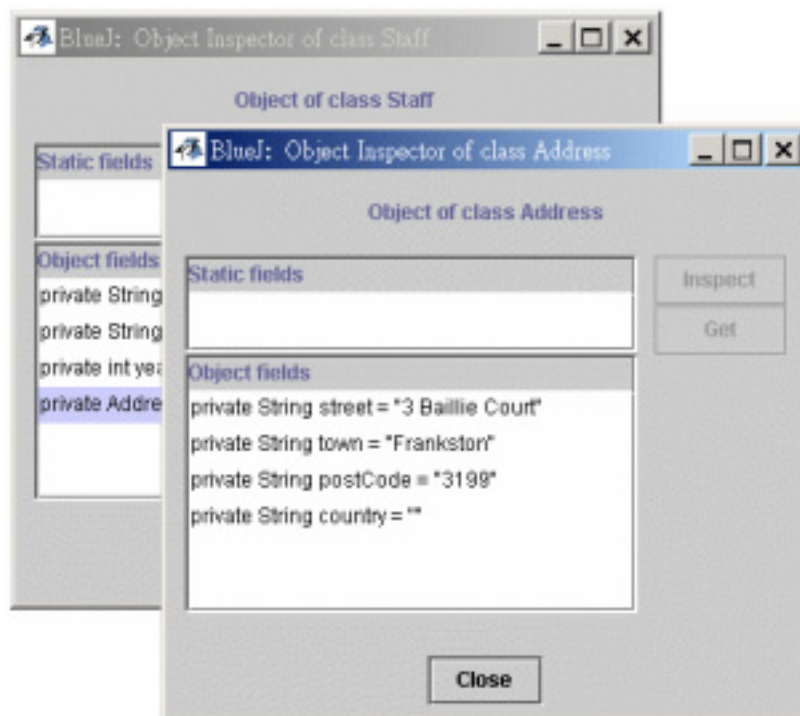 BlueJ: Object Inspector of class Staff
Object of class Staff
Static fields
Object fields
private String
private String
private int yea
private Addre
BlueJ: Object Inspector of class Address
Object of class Address
Static fields
Inspect
Get
Object fields
private String street = "3 Baillie Court"
private String town = "Frankston"
private String postCode = "3199"
private String country = ""
Close